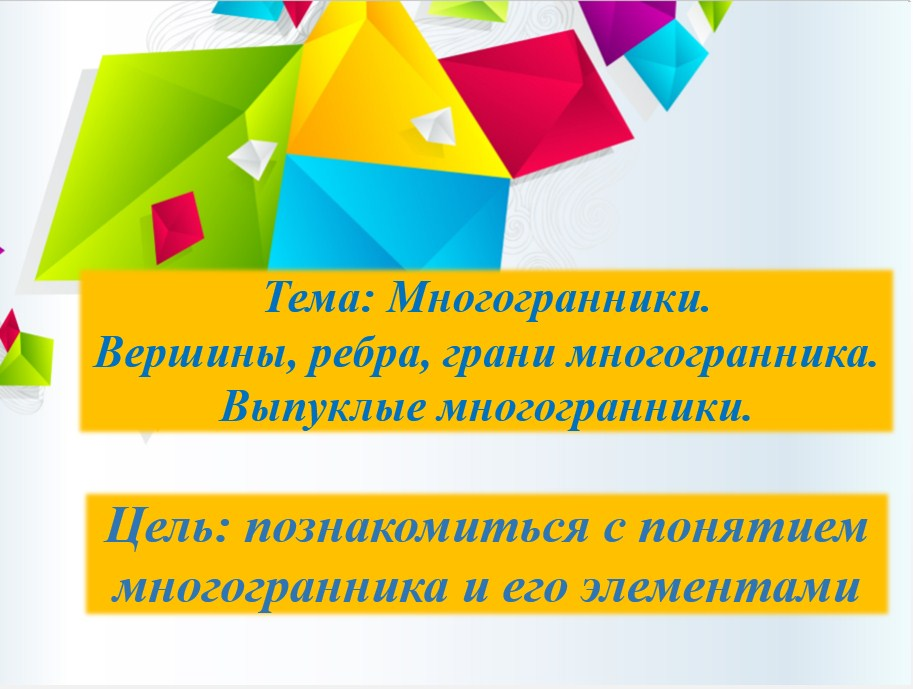 Тема: Многогранники.
Вершины, ребра, грани многогранника.
Выпуклые многогранники.
Цель: познакомиться с понятием
многогранника и его элементами